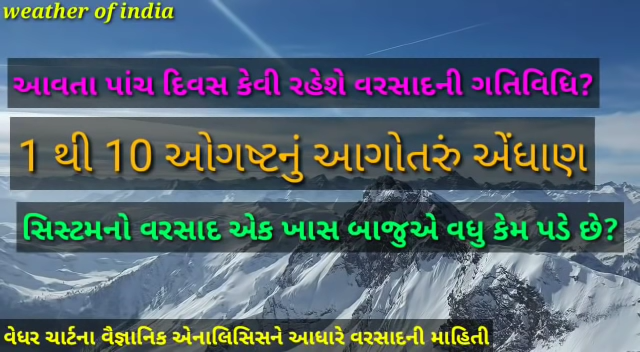 weather of india
આવતા પાંચ દિવસ કેવી રહેશે વરસાદની ગતિવિધિ?
1 થી 10 ઓગષ્ટનું આગોતરું એંધાણ
સિસ્ટમનો વરસાદ એક ખાસ બાજુએ વધુ કેમ પડે છે?
વેધર ચાર્ટના વૈજ્ઞાનિક એનાલિસિસને આધારે વરસાદની માહિતી